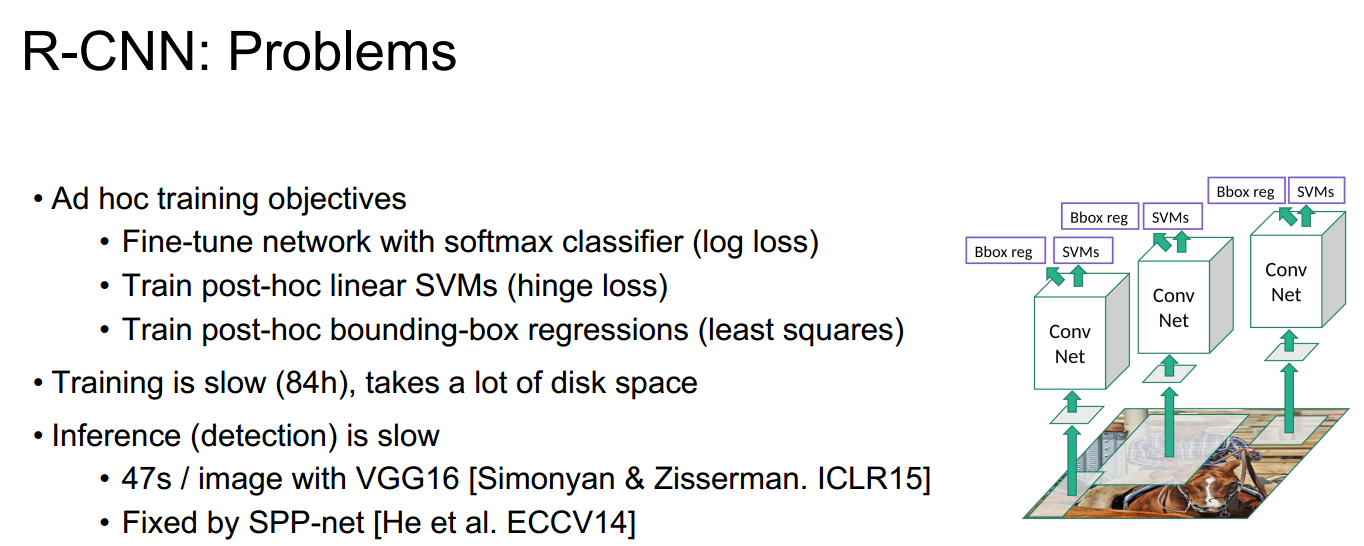 R-CNN: Problems
• Ad hoc training objectives
• Fine-tune network with softmax classifier (log loss)
• Train post-hoc linear SVMs (hinge loss)
• Train post-hoc bounding-box regressions (least squares)
• Training is slow (84h), takes a lot of disk space
• Inference (detection) is slow
• 47s / image with VGG16 [Simonyan & Zisserman. ICLR15]
• Fixed by SPP-net [He et al. ECCV14]
Bbox reg SVMs
Bbox reg SVMs
Bbox reg SVMs
Conv
Net
Conv
Net
Conv
Net